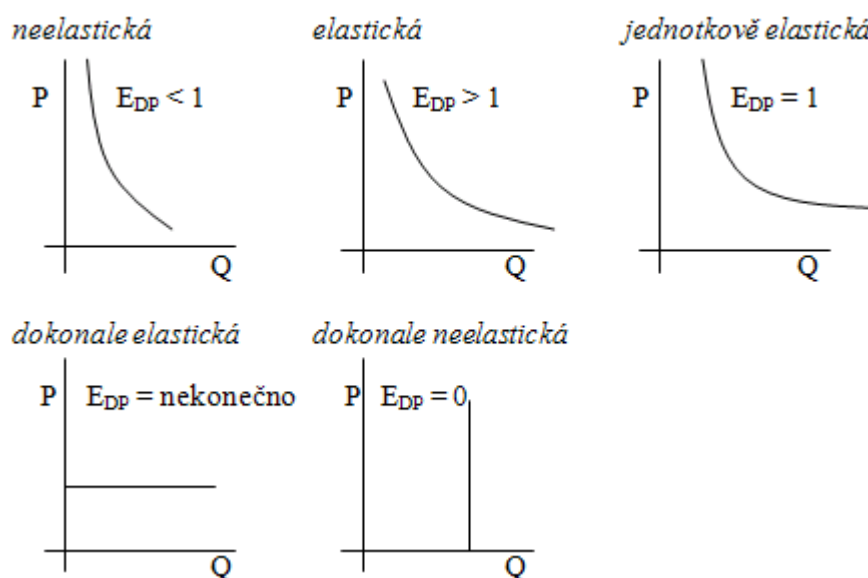 neelastická
P E_DP < 1
Q
elastická
P E_DP > 1
Q
jednotkově elastická
P E_DP = 1
Q
dokonale elastická
P E_DP = nekonečno
Q
dokonale neelastická
P E_DP = 0
Q